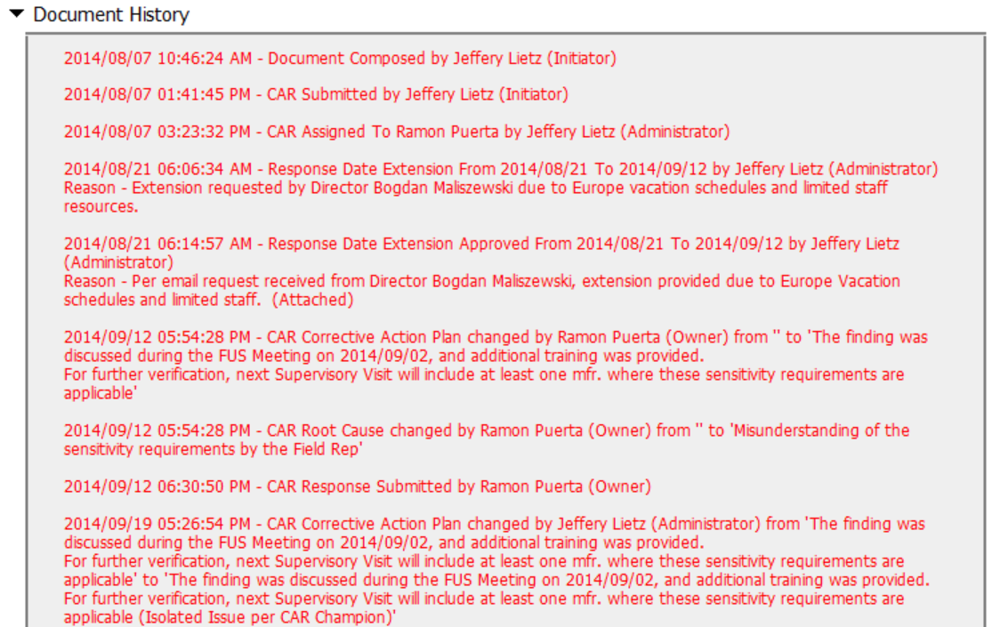 Document History
2014/08/07 10:46:24 AM - Document Composed by Jeffery Lietz (Initiator)
2014/08/07 01:41:45 PM - CAR Submitted by Jeffery Lietz (Initiator)
2014/08/07 03:23:32 PM - CAR Assigned To Ramon Puerta by Jeffery Lietz (Administrator)
2014/08/21 06:06:34 AM - Response Date Extension From 2014/08/21 To 2014/09/12 by Jeffery Lietz (Administrator)
Reason - Extension requested by Director Bogdan Maliszewski due to Europe vacation schedules and limited staff
resources.
2014/08/21 06:14:57 AM - Response Date Extension Approved From 2014/08/21 To 2014/09/12 by Jeffery Lietz
(Administrator)
Reason - Per email request received from Director Bogdan Maliszewski, extension provided due to Europe Vacation
schedules and limited staff.  (Attached)
2014/09/12 05:54:28 PM - CAR Corrective Action Plan changed by Ramon Puerta (Owner) from '' to 'The finding was
discussed during the FUS Meeting on 2014/09/02, and additional training was provided.
For further verification, next Supervisory Visit will include at least one mfr. where these sensitivity requirements are
applicable'
2014/09/12 05:54:28 PM - CAR Root Cause changed by Ramon Puerta (Owner) from '' to 'Misunderstanding of the
sensitivity requirements by the Field Rep'
2014/09/12 06:30:50 PM - CAR Response Submitted by Ramon Puerta (Owner)
2014/09/19 05:26:54 PM - CAR Corrective Action Plan changed by Jeffery Lietz (Administrator) from 'The finding was
discussed during the FUS Meeting on 2014/09/02, and additional training was provided.
For further verification, next Supervisory Visit will include at least one mfr. where these sensitivity requirements are
applicable' to 'The finding was discussed during the FUS Meeting on 2014/09/02, and additional training was provided.
For further verification, next Supervisory Visit will include at least one mfr. where these sensitivity requirements are
applicable (Isolated Issue per CAR Champion)'